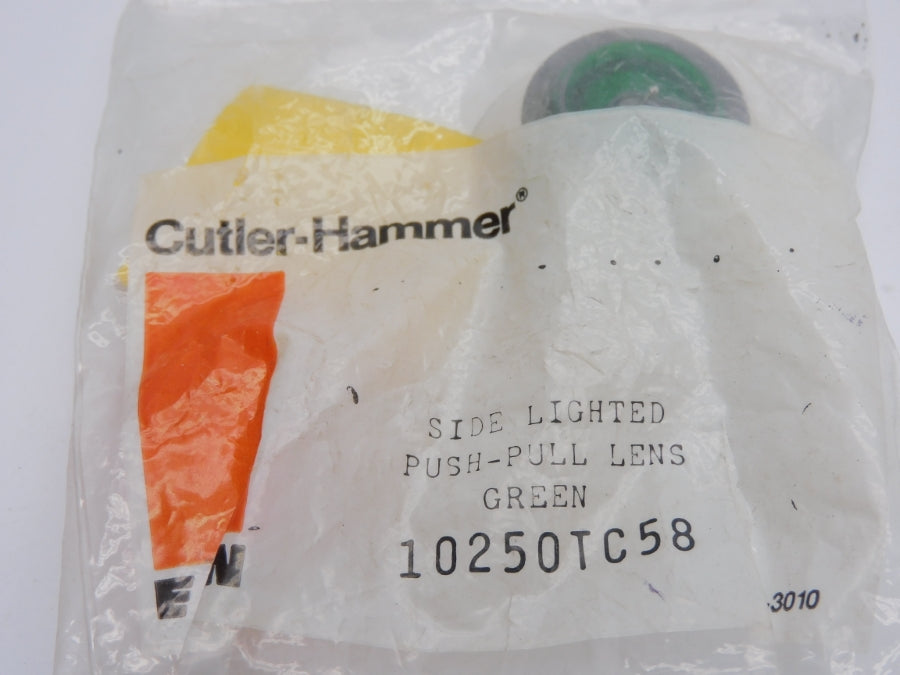 Cutler-Hammer®
SIDE LIGHTED
PUSH-PULL LENS
GREEN
10250TC58
3010